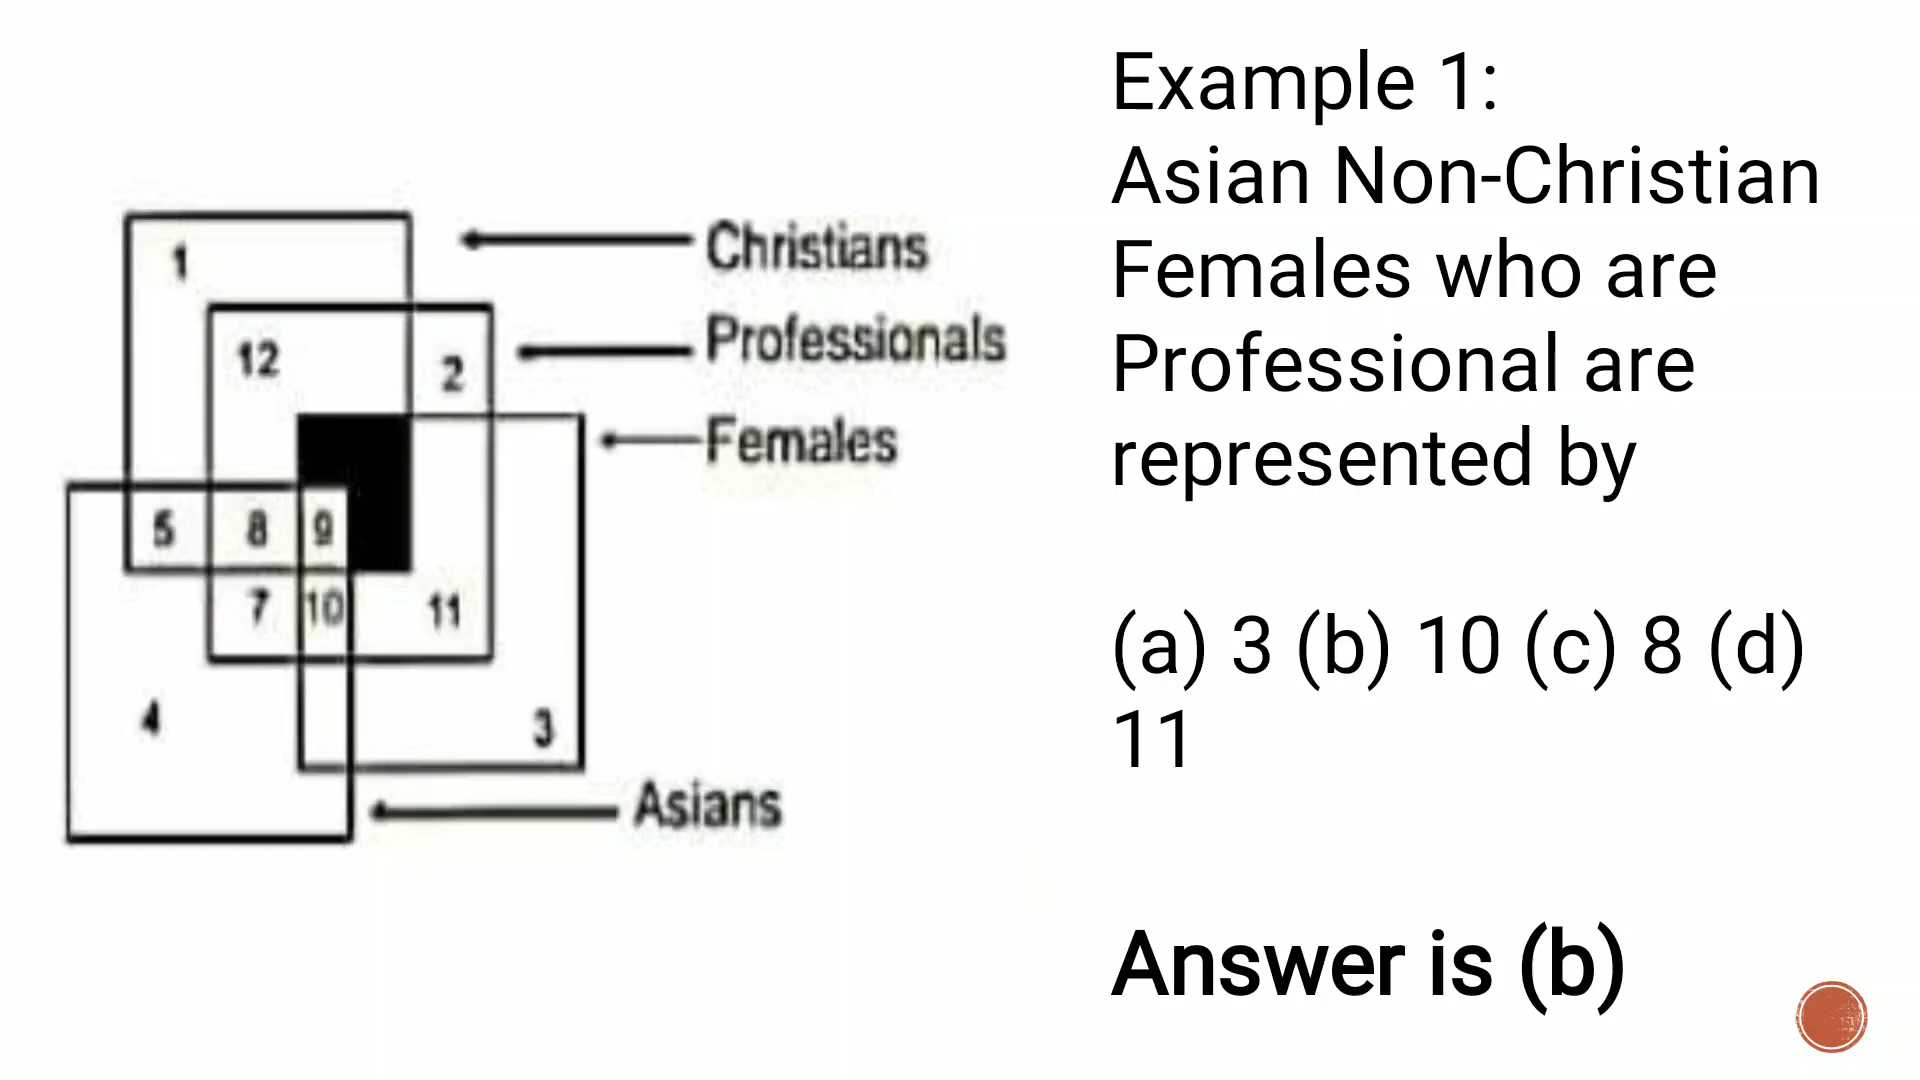 1
Christians
12
2
Professionals
Females
5
8
9
7
10
11
4
3
Asians
Example 1:
Asian Non-Christian
Females who are
Professional are
represented by
(a) 3 (b) 10 (c) 8 (d)
11
Answer is (b)